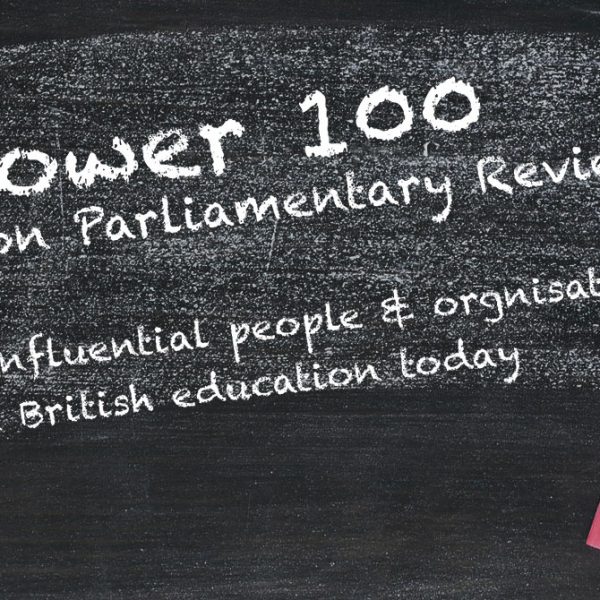 ower 100
on Parliamentary Revie
nfluential people & orgnisat
British education today